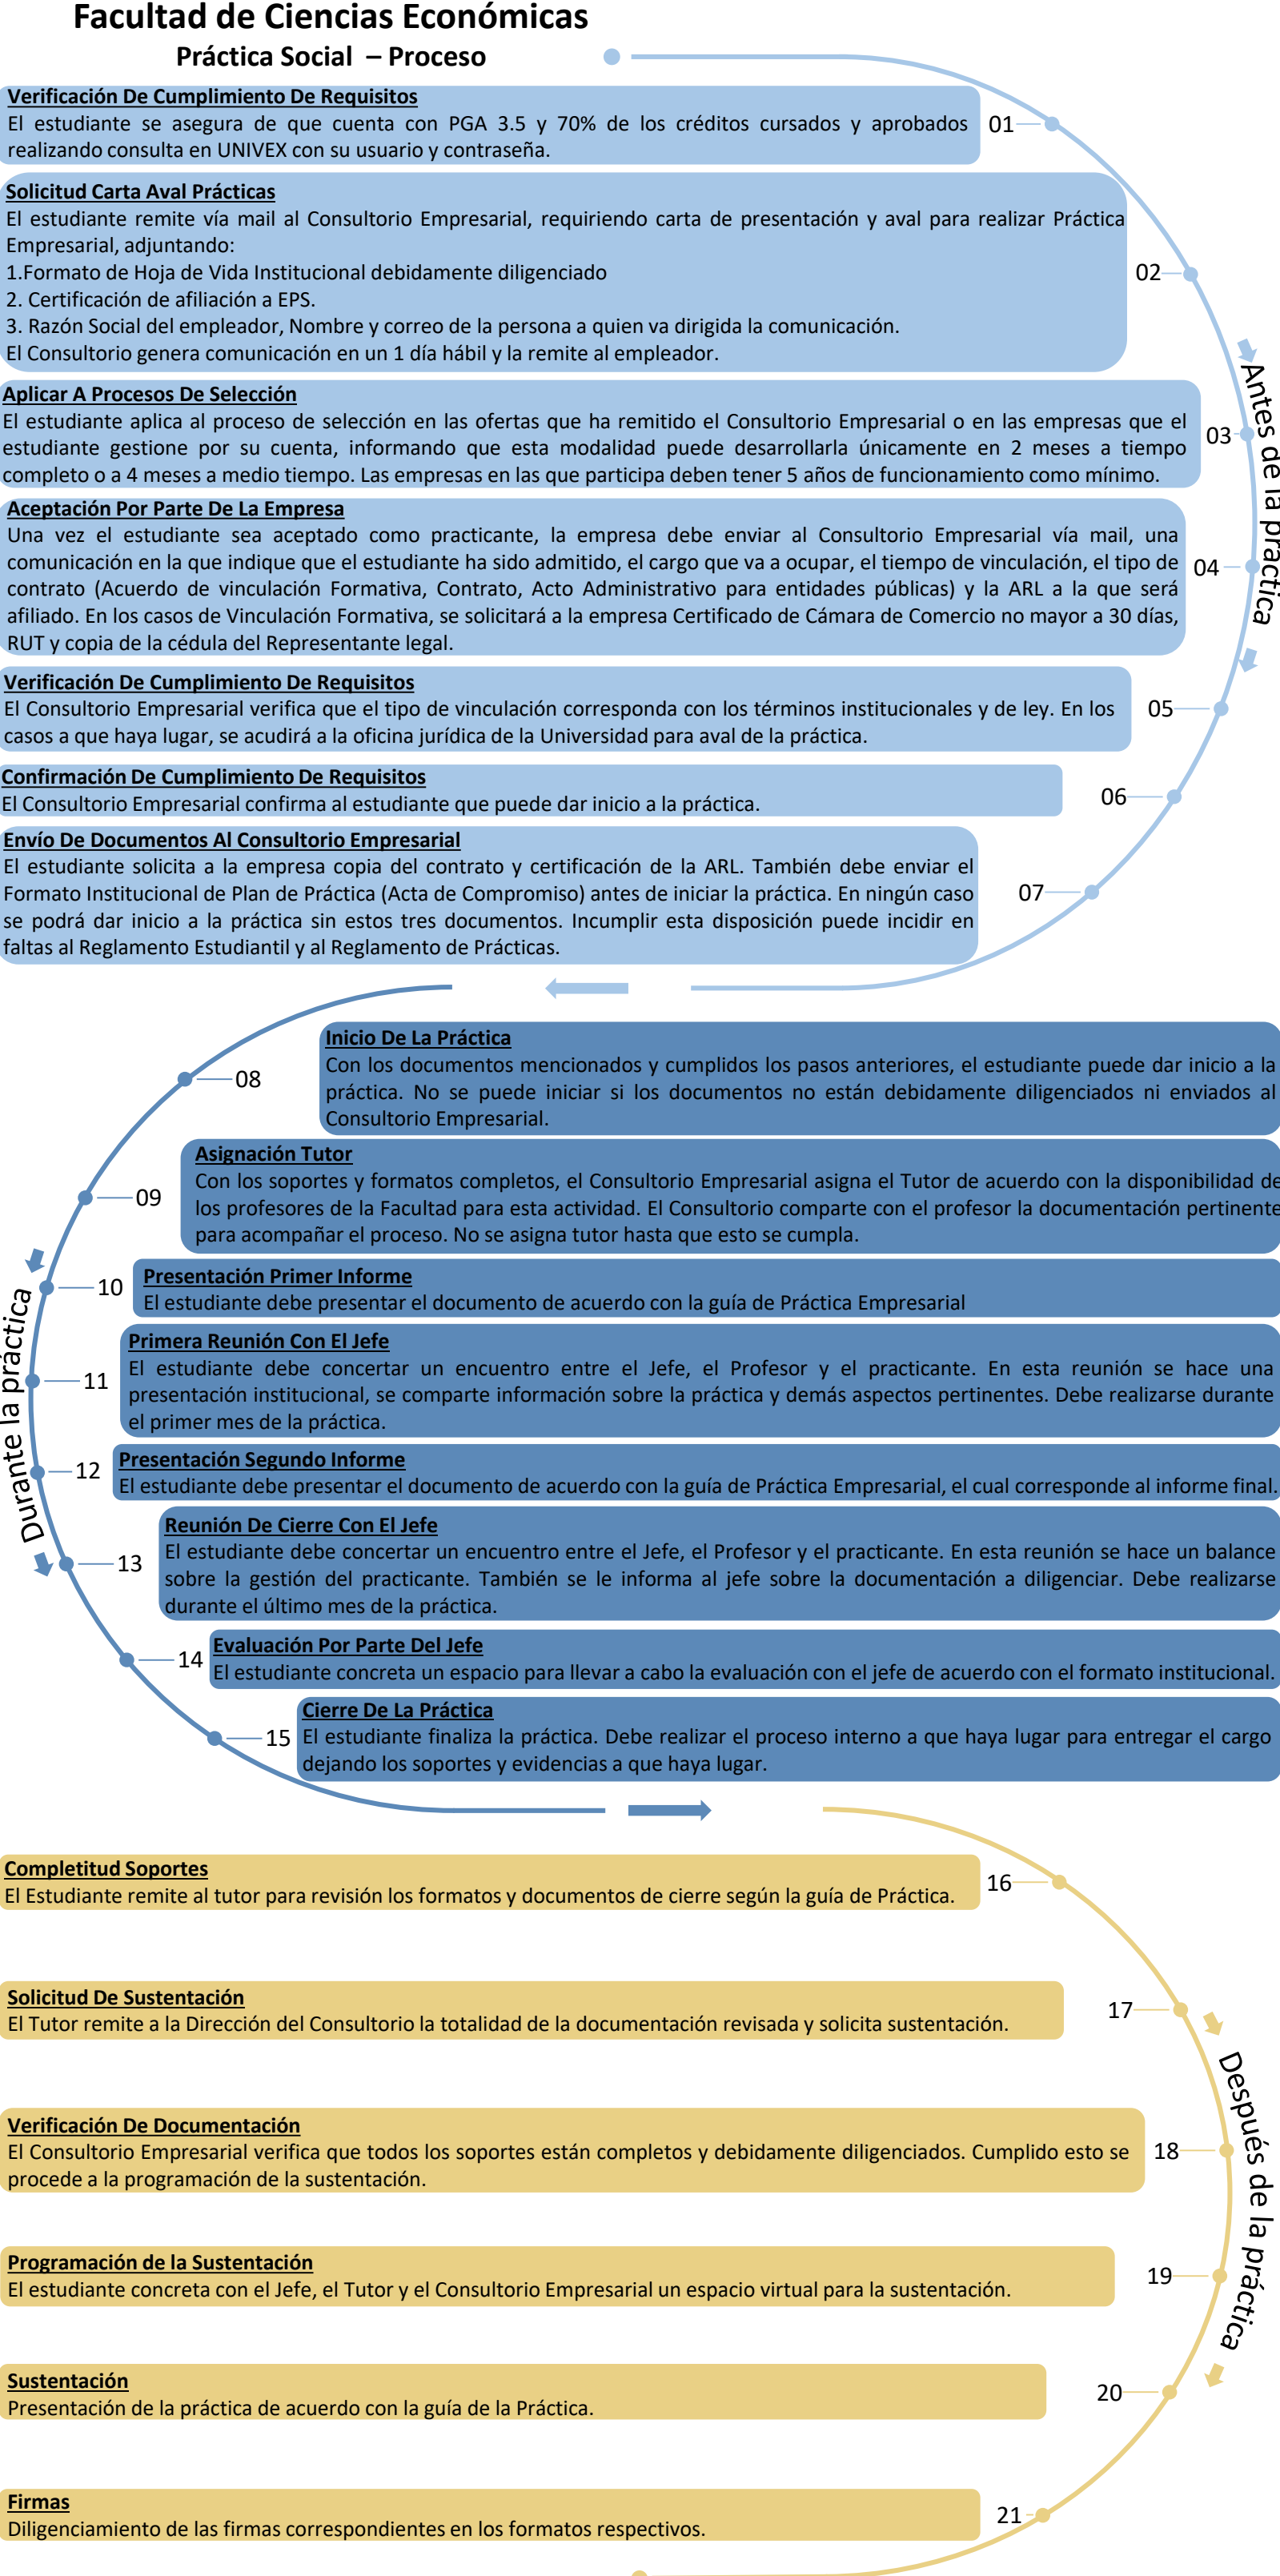 Facultad de Ciencias Económicas
Práctica Social – Proceso
Verificación De Cumplimiento De Requisitos
El estudiante se asegura de que cuenta con PGA 3.5 y 70% de los créditos cursados y aprobados
realizando consulta en UNIVEX con su usuario y contraseña.
01
Solicitud Carta Aval Prácticas
El estudiante remite vía mail al Consultorio Empresarial, requiriendo carta de presentación y aval para realizar Práctica
Empresarial, adjuntando:
1.Formato de Hoja de Vida Institucional debidamente diligenciado
2. Certificación de afiliación a EPS.
3. Razón Social del empleador, Nombre y correo de la persona a quien va dirigida la comunicación.
El Consultorio genera comunicación en un 1 día hábil y la remite al empleador.
02
Antes de la práctica
Aplicar A Procesos De Selección
El estudiante aplica al proceso de selección en las ofertas que ha remitido el Consultorio Empresarial o en las empresas que el
estudiante gestione por su cuenta, informando que esta modalidad puede desarrollarla únicamente en 2 meses a tiempo
completo o a 4 meses a medio tiempo. Las empresas en las que participa deben tener 5 años de funcionamiento como mínimo.
03
Aceptación Por Parte De La Empresa
Una vez el estudiante sea aceptado como practicante, la empresa debe enviar al Consultorio Empresarial vía mail, una
comunicación en la que indique que el estudiante ha sido admitido, el cargo que va a ocupar, el tiempo de vinculación, el tipo de
contrato (Acuerdo de vinculación Formativa, Contrato, Acto Administrativo para entidades públicas) y la ARL a la que será
afiliado. En los casos de Vinculación Formativa, se solicitará a la empresa Certificado de Cámara de Comercio no mayor a 30 días,
RUT y copia de la cédula del Representante legal.
04
Verificación De Cumplimiento De Requisitos
El Consultorio Empresarial verifica que el tipo de vinculación corresponda con los términos institucionales y de ley. En los
casos a que haya lugar, se acudirá a la oficina jurídica de la Universidad para aval de la práctica.
05
Confirmación De Cumplimiento De Requisitos
El Consultorio Empresarial confirma al estudiante que puede dar inicio a la práctica.
06
Envío De Documentos Al Consultorio Empresarial
El estudiante solicita a la empresa copia del contrato y certificación de la ARL. También debe enviar el
Formato Institucional de Plan de Práctica (Acta de Compromiso) antes de iniciar la práctica. En ningún caso
se podrá dar inicio a la práctica sin estos tres documentos. Incumplir esta disposición puede incidir en
faltas al Reglamento Estudiantil y al Reglamento de Prácticas.
07
08
Inicio De La Práctica
Con los documentos mencionados y cumplidos los pasos anteriores, el estudiante puede dar inicio a la
práctica. No se puede iniciar si los documentos no están debidamente diligenciados ni enviados al
Consultorio Empresarial.
09
Asignación Tutor
Con los soportes y formatos completos, el Consultorio Empresarial asigna el Tutor de acuerdo con la disponibilidad de
los profesores de la Facultad para esta actividad. El Consultorio comparte con el profesor la documentación pertinente
para acompañar el proceso. No se asigna tutor hasta que esto se cumpla.
Durante la práctica
10
Presentación Primer Informe
El estudiante debe presentar el documento de acuerdo con la guía de Práctica Empresarial
11
Primera Reunión Con El Jefe
El estudiante debe concertar un encuentro entre el Jefe, el Profesor y el practicante. En esta reunión se hace una
presentación institucional, se comparte información sobre la práctica y demás aspectos pertinentes. Debe realizarse durante
el primer mes de la práctica.
12
Presentación Segundo Informe
El estudiante debe presentar el documento de acuerdo con la guía de Práctica Empresarial, el cual corresponde al informe final.
13
Reunión De Cierre Con El Jefe
El estudiante debe concertar un encuentro entre el Jefe, el Profesor y el practicante. En esta reunión se hace un balance
sobre la gestión del practicante. También se le informa al jefe sobre la documentación a diligenciar. Debe realizarse
durante el último mes de la práctica.
14
Evaluación Por Parte Del Jefe
El estudiante concreta un espacio para llevar a cabo la evaluación con el jefe de acuerdo con el formato institucional.
15
Cierre De La Práctica
El estudiante finaliza la práctica. Debe realizar el proceso interno a que haya lugar para entregar el cargo
dejando los soportes y evidencias a que haya lugar.
Completitud Soportes
El Estudiante remite al tutor para revisión los formatos y documentos de cierre según la guía de Práctica.
16
Solicitud De Sustentación
El Tutor remite a la Dirección del Consultorio la totalidad de la documentación revisada y solicita sustentación.
17
Después de la práctica
Verificación De Documentación
El Consultorio Empresarial verifica que todos los soportes están completos y debidamente diligenciados. Cumplido esto se
procede a la programación de la sustentación.
18
Programación de la Sustentación
El estudiante concreta con el Jefe, el Tutor y el Consultorio Empresarial un espacio virtual para la sustentación.
19
Sustentación
Presentación de la práctica de acuerdo con la guía de la Práctica.
20
Firmas
Diligenciamiento de las firmas correspondientes en los formatos respectivos.
21